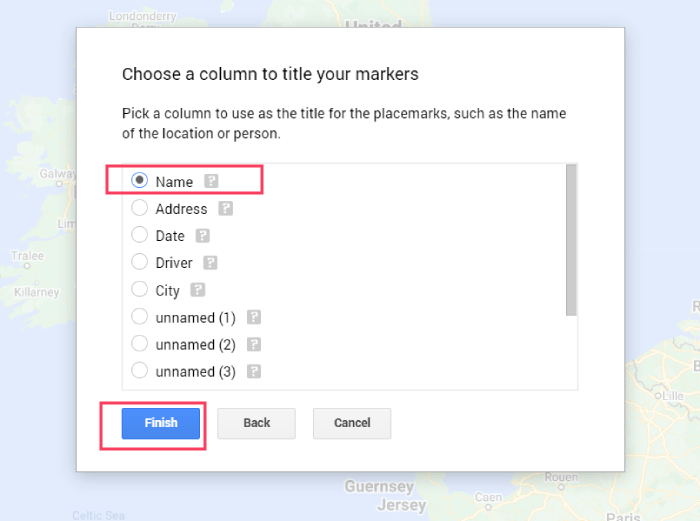 Londonderry
United
Choose a column to title your markers
Pick a column to use as the title for the placemarks, such as the name
of the location or person.
Galway
Name ?
Address ?
Date ?
Tralee
Driver ?
Killarney
City ?
unnamed (1) ?
unnamed (2) ?
unnamed (3) ?
Lille
Finish Back Cancel
Guernsey
Jersey
Rouen
Caen
Celtic Sea
Paris